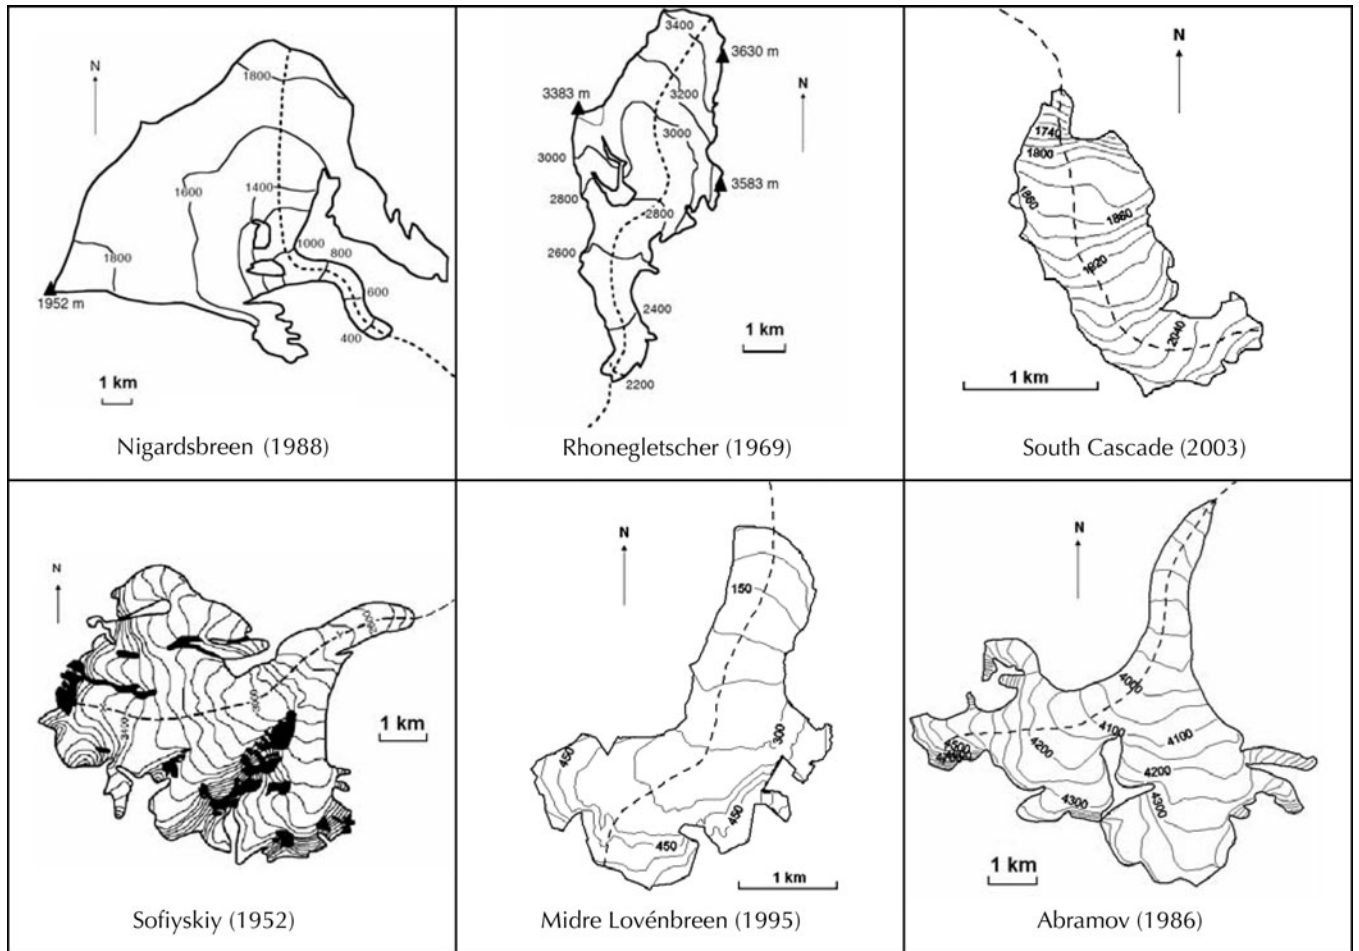 N
1800
1600
1400
1800
1000
800
600
400
1952 m
1 km
Nigardsbreen (1988)
3400
3630 m
N
3383 m
3200
3000
3000
3583 m
2800
2800
2600
2400
1 km
2200
Rhonegletscher (1969)
N
1740
1800
1860
1860
1920
2040
1 km
South Cascade (2003)
N
3000
3400
1 km
Sofiyskiy (1952)
N
150
300
450
450
450
1 km
Midre Lovénbreen (1995)
N
4000
4100
4100
4200
4200
4300
4300
1 km
Abramov (1986)